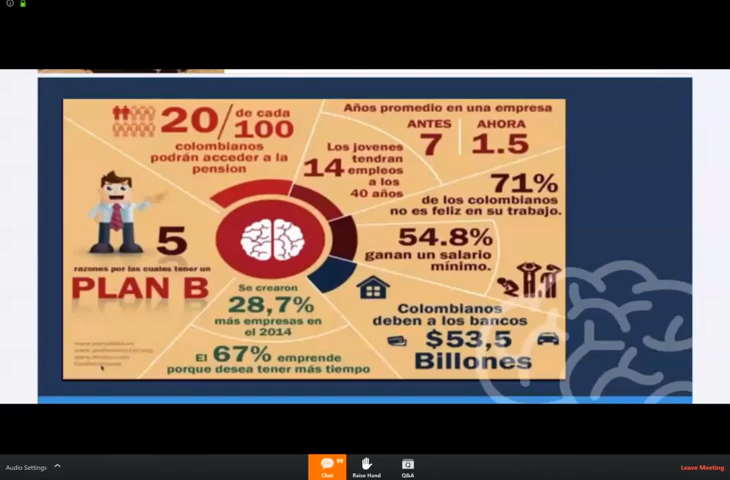 20/100
de cada
colombianos
podrán acceder a la
pension
Años promedio en una empresa
ANTES
7
AHORA
1.5
Los jovenes
tendran
14 empleos
a los
40 años
71%
de los colombianos
no es feliz en su trabajo.
54.8%
ganan un salario
mínimo.
5
razones por las cuales tener un
PLAN B
Se crearon
28,7%
más empresas en
el 2014
El 67% emprende
porque desea tener más tiempo
Colombianos
deben a los bancos
$53,5
Billones
Audio Settings
Chat
Raise Hand
Q&A
Leave Meeting